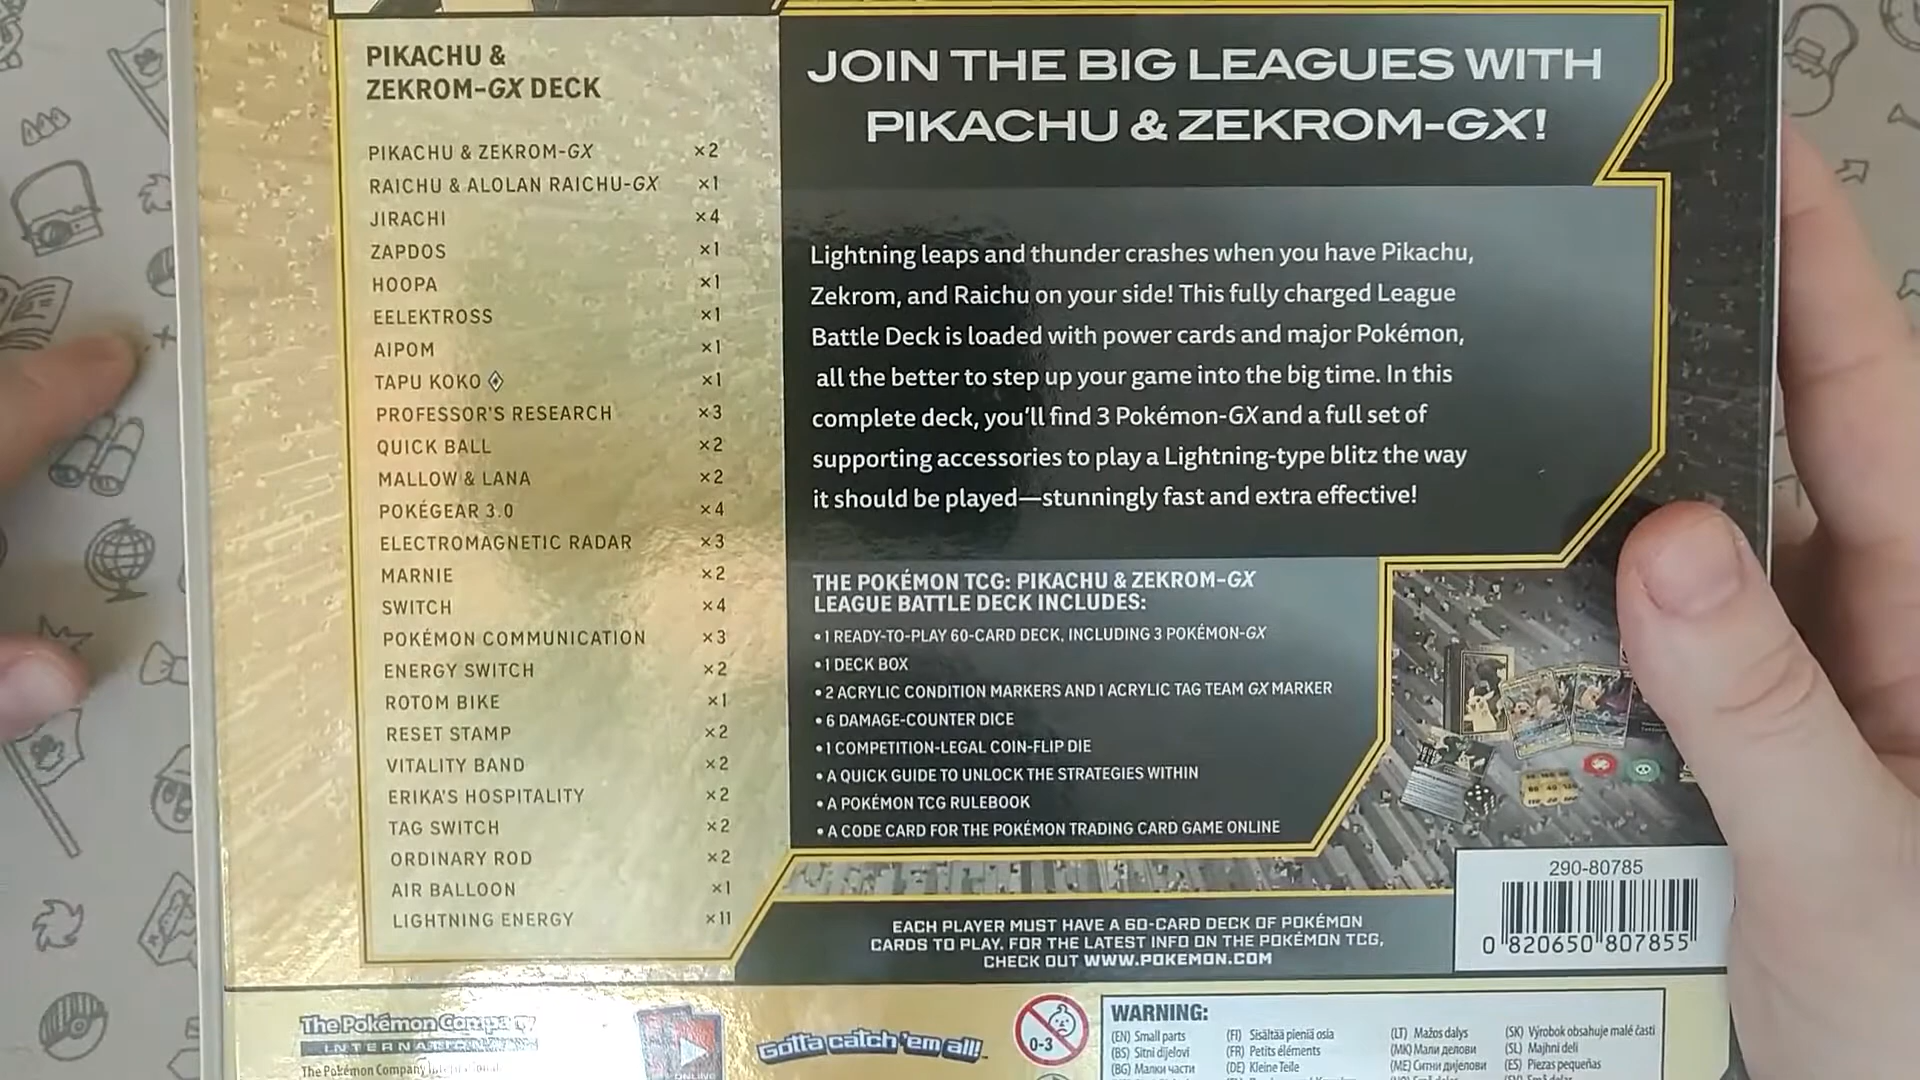 PIKACHU &
ZEKROM-GX DECK
PIKACHU & ZEKROM-GX ×2
RAICHU & ALOLAN RAICHU-GX ×1
JIRACHI ×4
ZAPDOS ×1
HOOPA ×1
EELEKTROSS ×1
AIPOM ×1
TAPU KOKO ×1
PROFESSOR'S RESEARCH ×3
QUICK BALL ×2
MALLOW & LANA ×2
POKÉGEAR 3.0 ×4
ELECTROMAGNETIC RADAR ×3
MARNIE ×2
SWITCH ×4
POKÉMON COMMUNICATION ×3
ENERGY SWITCH ×2
ROTOM BIKE ×1
RESET STAMP ×2
VITALITY BAND ×2
ERIKA'S HOSPITALITY ×2
TAG SWITCH ×2
ORDINARY ROD ×2
AIR BALLOON ×1
LIGHTNING ENERGY ×11
JOIN THE BIG LEAGUES WITH
PIKACHU & ZEKROM-GX!
Lightning leaps and thunder crashes when you have Pikachu,
Zekrom, and Raichu on your side! This fully charged League
Battle Deck is loaded with power cards and major Pokémon,
all the better to step up your game into the big time. In this
complete deck, you'll find 3 Pokémon-GX and a full set of
supporting accessories to play a Lightning-type blitz the way
it should be played—stunningly fast and extra effective!
THE POKÉMON TCG: PIKACHU & ZEKROM-GX
LEAGUE BATTLE DECK INCLUDES:
• 1 READY-TO-PLAY 60-CARD DECK, INCLUDING 3 POKÉMON-GX
• 1 DECK BOX
• 2 ACRYLIC CONDITION MARKERS AND 1 ACRYLIC TAG TEAM GX MARKER
• 6 DAMAGE-COUNTER DICE
• 1 COMPETITION-LEGAL COIN-FLIP DIE
• A QUICK GUIDE TO UNLOCK THE STRATEGIES WITHIN
• A POKÉMON TCG RULEBOOK
• A CODE CARD FOR THE POKÉMON TRADING CARD GAME ONLINE
290-80785
0 820650 807855
EACH PLAYER MUST HAVE A 60-CARD DECK OF POKÉMON
CARDS TO PLAY. FOR THE LATEST INFO ON THE POKÉMON TCG,
CHECK OUT WWW.POKEMON.COM
The Pokémon Company
INTERNATIONAL
The Pokémon Company
ONLINE
Gotta catch 'em all!
0-3
WARNING:
(EN) Small parts (FI) Sisältää pieniä osia (LT) Mažos dalys (SK) Výrobok obsahuje malé časti
(BS) Sitni dijelovi (FR) Petits éléments (MK) Мали делови (SL) Majhni deli
(BG) Малки части (DE) Kleine Teile (ME) Ситни дијелови (ES) Piezas pequeñas